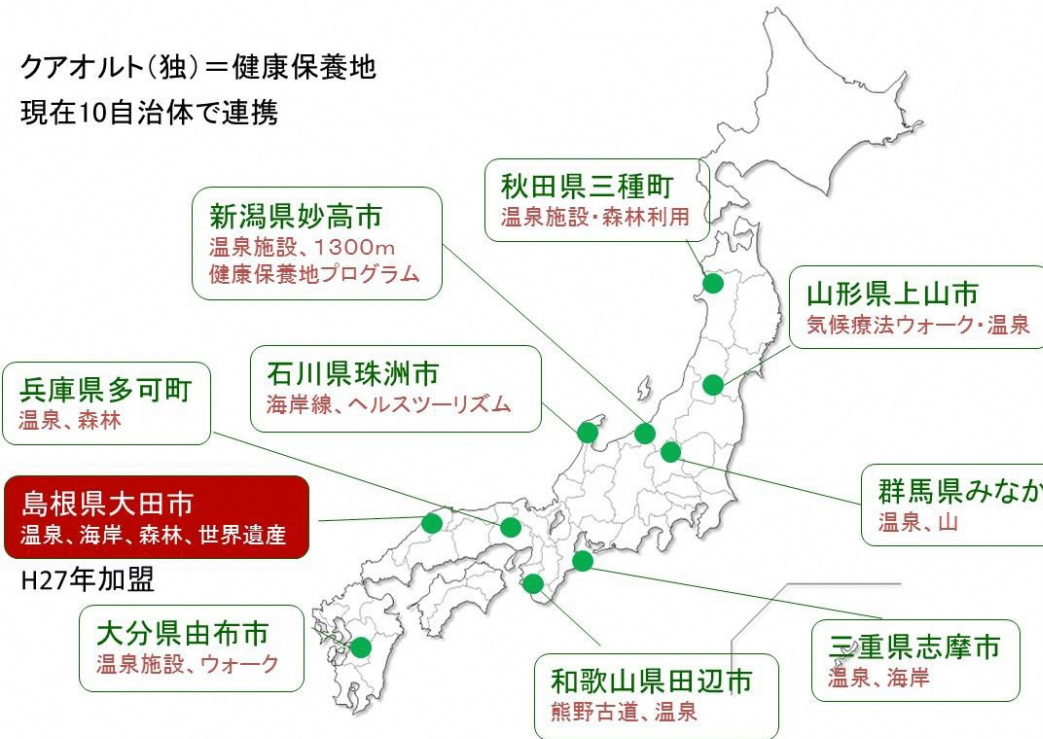 クアオルト(独)=健康保養地
現在10自治体で連携
秋田県三種町
温泉施設・森林利用
新潟県妙高市
温泉施設、1300m
健康保養地プログラム
山形県上山市
気候療法ウォーク・温泉
石川県珠洲市
海岸線、ヘルスツーリズム
兵庫県多可町
温泉、森林
群馬県みなか
温泉、山
島根県大田市
温泉、海岸、森林、世界遺産
H27年加盟
大分県由布市
温泉施設、ウォーク
三重県志摩市
温泉、海岸
和歌山県田辺市
熊野古道、温泉